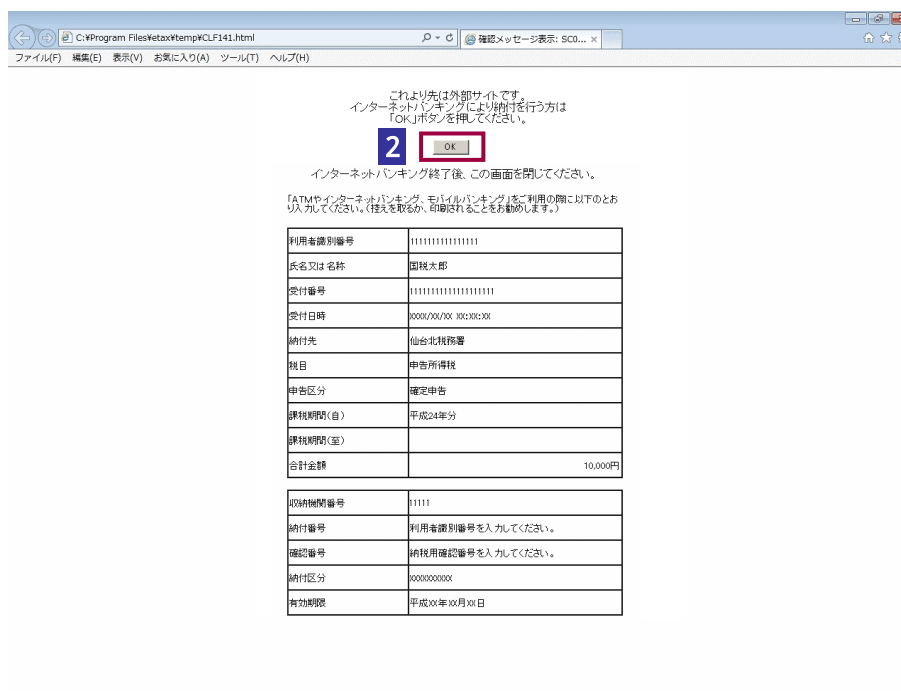 C:¥Program Files¥etax¥temp¥CLF141.html
確認メッセージ表示: SC0...
ファイル(F) 編集(E) 表示(V) お気に入り(A) ツール(T) ヘルプ(H)
これより先は外部サイトです。
インターネットバンキングにより納付を行う方は
「OK」ボタンを押してください。
2
OK
インターネットバンキング終了後、この画面を閉じてください。
「ATMやインターネットバンキング、モバイルバンキング」をご利用の際に以下のとお
り入力してください。(控えを取るか、印刷されることをお勧めします。)
利用者識別番号 1111111111111111
氏名又は名称 国税太郎
受付番号 11111111111111111111
受付日時 XXXX/XX/XX XX:XX:XX
納付先 仙台北税務署
税目 申告所得税
申告区分 確定申告
課税期間(自) 平成24年分
課税期間(至)
合計金額 10,000円
収納機関番号 11111
納付番号 利用者識別番号を入力してください。
確認番号 納税用確認番号を入力してください。
納付区分 XXXXXXXXXX
有効期限 平成XX年XX月XX日